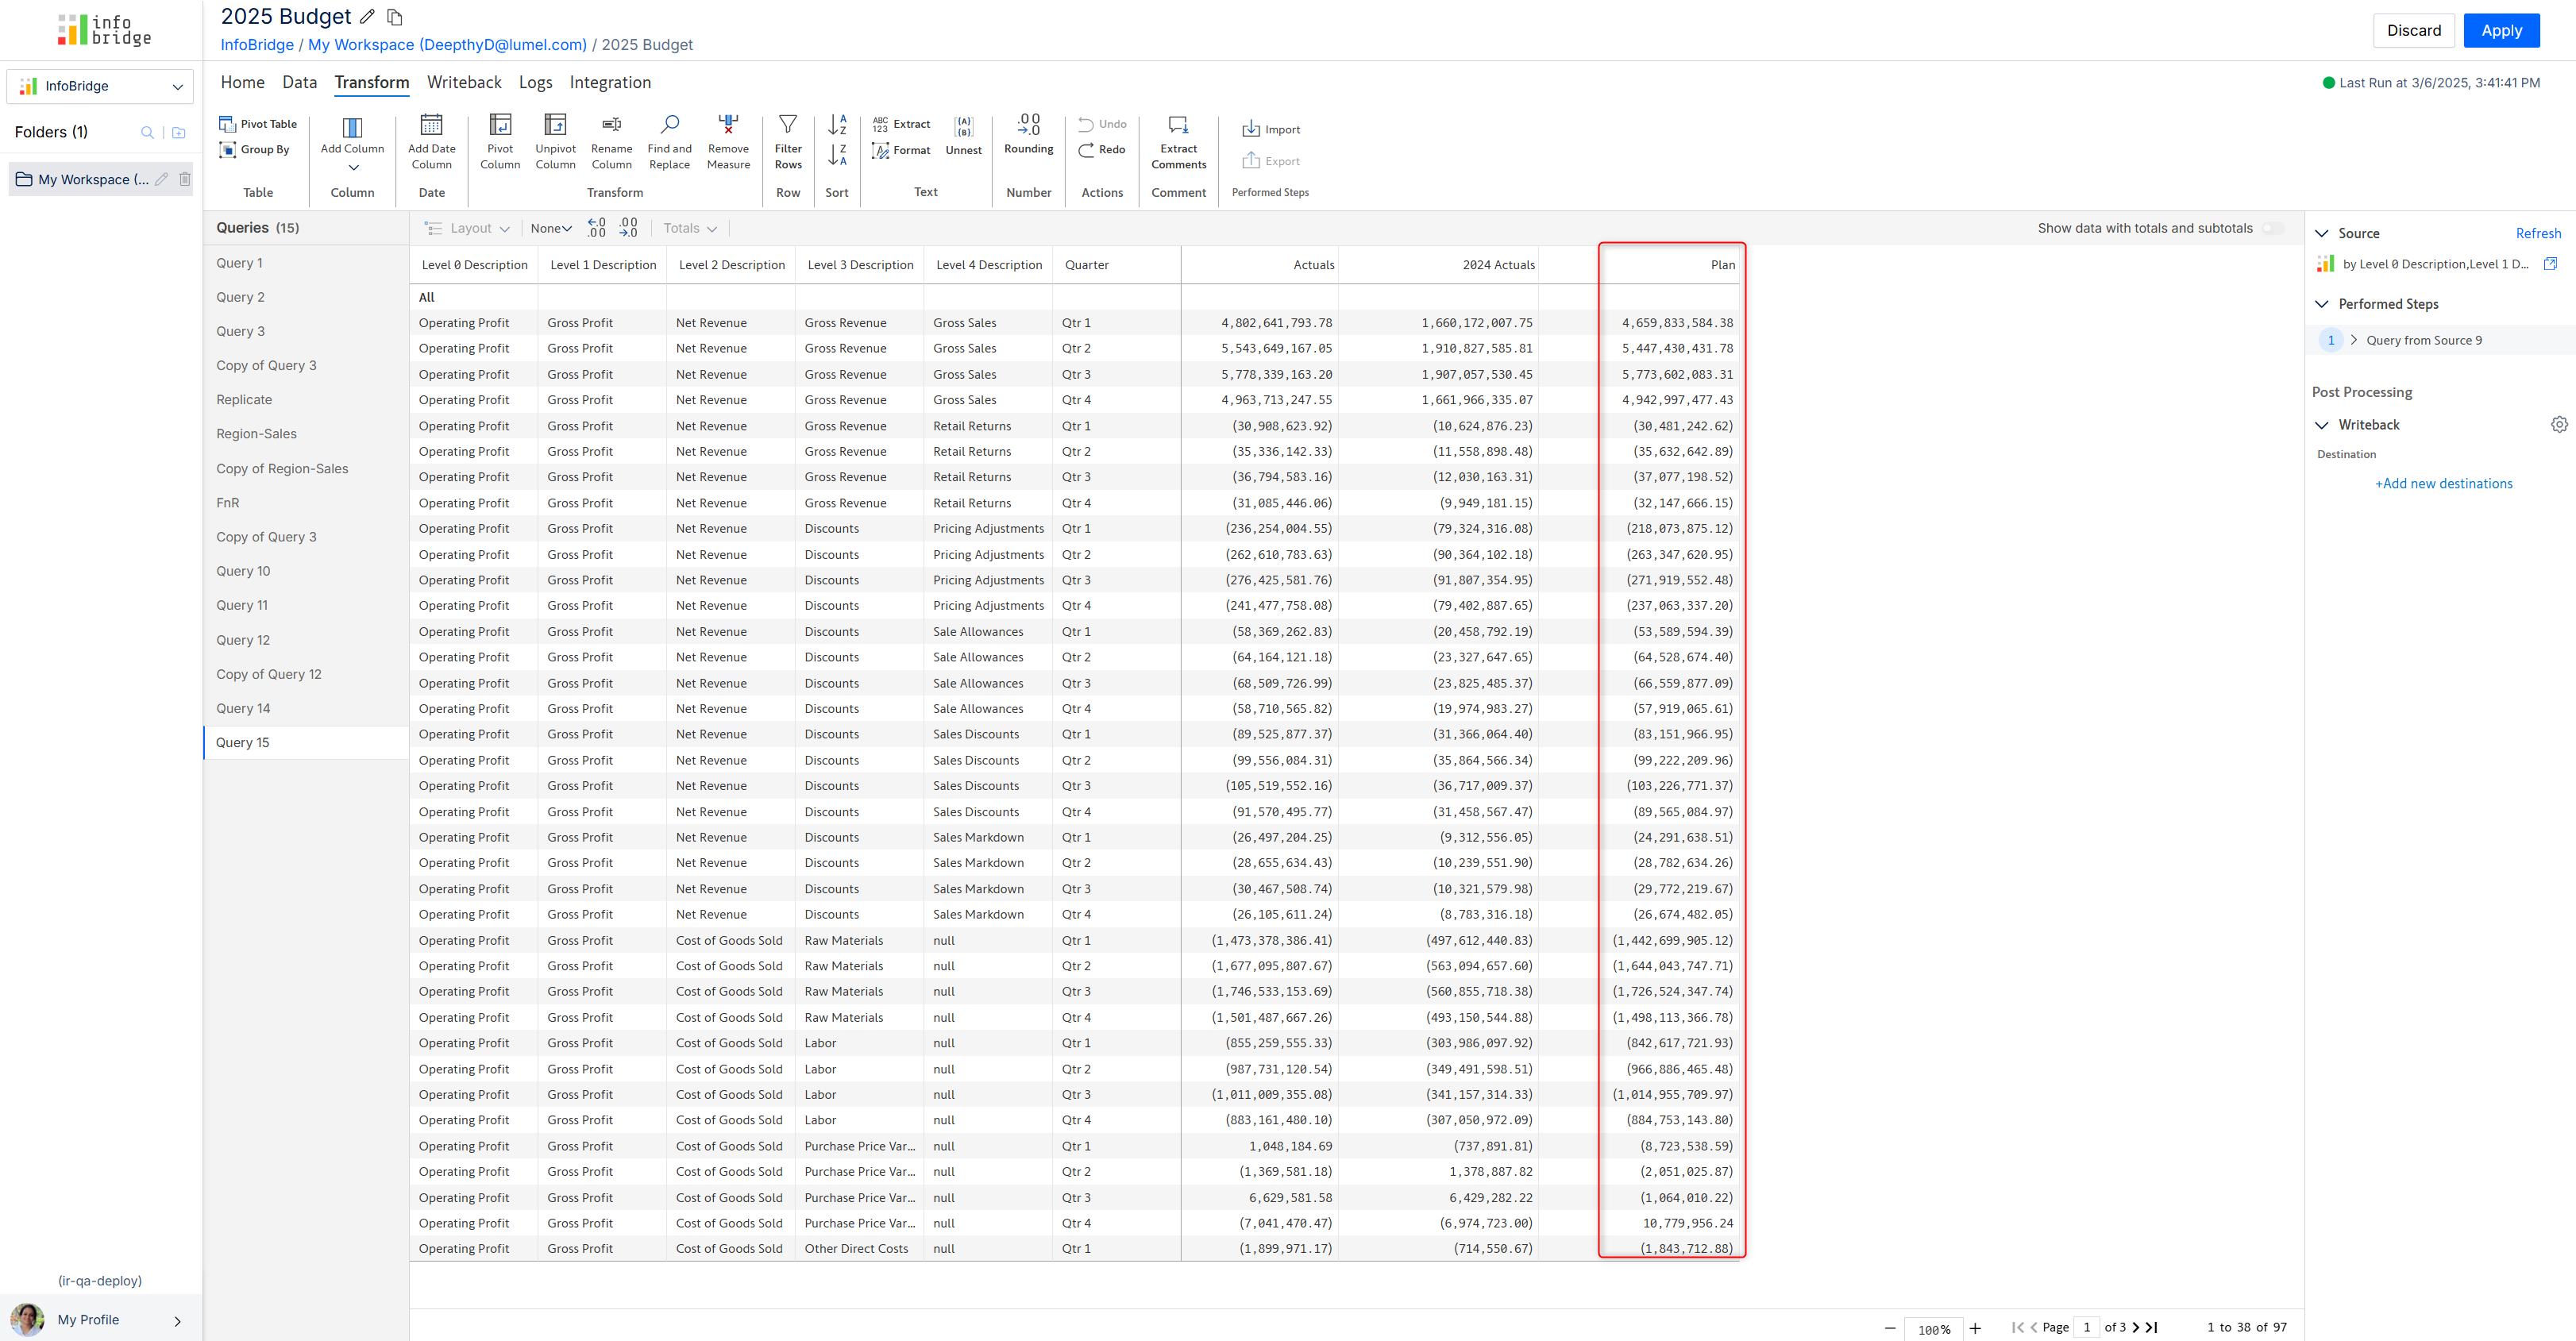 info
bridge
2025 Budget
InfoBridge / My Workspace (DeepthyD@lumel.com) / 2025 Budget
Discard
Apply
InfoBridge
Folders (1)
My Workspace (...
Home Data Transform Writeback Logs Integration
Last Run at 3/6/2025, 3:41:41 PM
Pivot Table
Group By
Table
Add Column
Column
Add Date Column
Date
Pivot Column
Unpivot Column
Rename Column
Find and Replace
Remove Measure
Transform
Filter Rows
Row
A Z
Z A
Sort
ABC 123 Extract
Format
{A} {B}
Unnest
Text
.00 .0
Rounding
Number
Undo
Redo
Actions
Extract Comments
Comment
Import
Export
Performed Steps
Queries (15)
Layout None .0 .00 .00 .0 Totals
Show data with totals and subtotals
Query 1
Query 2
Query 3
Copy of Query 3
Replicate
Region-Sales
Copy of Region-Sales
FnR
Copy of Query 3
Query 10
Query 11
Query 12
Copy of Query 12
Query 14
Query 15
Level 0 Description Level 1 Description Level 2 Description Level 3 Description Level 4 Description Quarter Actuals 2024 Actuals Plan
All
Operating Profit Gross Profit Net Revenue Gross Revenue Gross Sales Qtr 1 4,802,641,793.78 1,660,172,007.75 4,659,833,584.38
Operating Profit Gross Profit Net Revenue Gross Revenue Gross Sales Qtr 2 5,543,649,167.05 1,910,827,585.81 5,447,430,431.78
Operating Profit Gross Profit Net Revenue Gross Revenue Gross Sales Qtr 3 5,778,339,163.20 1,907,057,530.45 5,773,602,083.31
Operating Profit Gross Profit Net Revenue Gross Revenue Gross Sales Qtr 4 4,963,713,247.55 1,661,966,335.07 4,942,997,477.43
Operating Profit Gross Profit Net Revenue Gross Revenue Retail Returns Qtr 1 (30,908,623.92) (10,624,876.23) (30,481,242.62)
Operating Profit Gross Profit Net Revenue Gross Revenue Retail Returns Qtr 2 (35,336,142.33) (11,558,898.48) (35,632,642.89)
Operating Profit Gross Profit Net Revenue Gross Revenue Retail Returns Qtr 3 (36,794,583.16) (12,030,163.31) (37,077,198.52)
Operating Profit Gross Profit Net Revenue Gross Revenue Retail Returns Qtr 4 (31,085,446.06) (9,949,181.15) (32,147,666.15)
Operating Profit Gross Profit Net Revenue Discounts Pricing Adjustments Qtr 1 (236,254,004.55) (79,324,316.08) (218,073,875.12)
Operating Profit Gross Profit Net Revenue Discounts Pricing Adjustments Qtr 2 (262,610,783.63) (90,364,102.18) (263,347,620.95)
Operating Profit Gross Profit Net Revenue Discounts Pricing Adjustments Qtr 3 (276,425,581.76) (91,807,354.95) (271,919,552.48)
Operating Profit Gross Profit Net Revenue Discounts Pricing Adjustments Qtr 4 (241,477,758.08) (79,402,887.65) (237,063,337.20)
Operating Profit Gross Profit Net Revenue Discounts Sale Allowances Qtr 1 (58,369,262.83) (20,458,792.19) (53,589,594.39)
Operating Profit Gross Profit Net Revenue Discounts Sale Allowances Qtr 2 (64,164,121.18) (23,327,647.65) (64,528,674.40)
Operating Profit Gross Profit Net Revenue Discounts Sale Allowances Qtr 3 (68,509,726.99) (23,825,485.37) (66,559,877.09)
Operating Profit Gross Profit Net Revenue Discounts Sale Allowances Qtr 4 (58,710,565.82) (19,974,983.27) (57,919,065.61)
Operating Profit Gross Profit Net Revenue Discounts Sales Discounts Qtr 1 (89,525,877.37) (31,366,064.40) (83,151,966.95)
Operating Profit Gross Profit Net Revenue Discounts Sales Discounts Qtr 2 (99,556,084.31) (35,864,566.34) (99,222,209.96)
Operating Profit Gross Profit Net Revenue Discounts Sales Discounts Qtr 3 (105,519,552.16) (36,717,009.37) (103,226,771.37)
Operating Profit Gross Profit Net Revenue Discounts Sales Discounts Qtr 4 (91,570,495.77) (31,458,567.47) (89,565,084.97)
Operating Profit Gross Profit Net Revenue Discounts Sales Markdown Qtr 1 (26,497,204.25) (9,312,556.05) (24,291,638.51)
Operating Profit Gross Profit Net Revenue Discounts Sales Markdown Qtr 2 (28,655,634.43) (10,239,551.90) (28,782,634.26)
Operating Profit Gross Profit Net Revenue Discounts Sales Markdown Qtr 3 (30,467,508.74) (10,321,579.98) (29,772,219.67)
Operating Profit Gross Profit Net Revenue Discounts Sales Markdown Qtr 4 (26,105,611.24) (8,783,316.18) (26,674,482.05)
Operating Profit Gross Profit Cost of Goods Sold Raw Materials null Qtr 1 (1,473,378,386.41) (497,612,440.83) (1,442,699,905.12)
Operating Profit Gross Profit Cost of Goods Sold Raw Materials null Qtr 2 (1,677,095,807.67) (563,094,657.60) (1,644,043,747.71)
Operating Profit Gross Profit Cost of Goods Sold Raw Materials null Qtr 3 (1,746,533,153.69) (560,855,718.38) (1,726,524,347.74)
Operating Profit Gross Profit Cost of Goods Sold Raw Materials null Qtr 4 (1,501,487,667.26) (493,150,544.88) (1,498,113,366.78)
Operating Profit Gross Profit Cost of Goods Sold Labor null Qtr 1 (855,259,555.33) (303,986,097.92) (842,617,721.93)
Operating Profit Gross Profit Cost of Goods Sold Labor null Qtr 2 (987,731,120.54) (349,491,598.51) (966,886,465.48)
Operating Profit Gross Profit Cost of Goods Sold Labor null Qtr 3 (1,011,009,355.08) (341,157,314.33) (1,014,955,709.97)
Operating Profit Gross Profit Cost of Goods Sold Labor null Qtr 4 (883,161,480.10) (307,050,972.09) (884,753,143.80)
Operating Profit Gross Profit Cost of Goods Sold Purchase Price Var... null Qtr 1 1,048,184.69 (737,891.81) (8,723,538.59)
Operating Profit Gross Profit Cost of Goods Sold Purchase Price Var... null Qtr 2 (1,369,581.18) 1,378,887.82 (2,051,025.87)
Operating Profit Gross Profit Cost of Goods Sold Purchase Price Var... null Qtr 3 6,629,581.58 6,429,282.22 (1,064,010.22)
Operating Profit Gross Profit Cost of Goods Sold Purchase Price Var... null Qtr 4 (7,041,470.47) (6,974,723.00) 10,779,956.24
Operating Profit Gross Profit Cost of Goods Sold Other Direct Costs null Qtr 1 (1,899,971.17) (714,550.67) (1,843,712.88)
Source Refresh
by Level 0 Description,Level 1 D...
Performed Steps
1 Query from Source 9
Post Processing
Writeback
Destination
+Add new destinations
(ir-qa-deploy)
My Profile
100%
Page 1 of 3
1 to 38 of 97